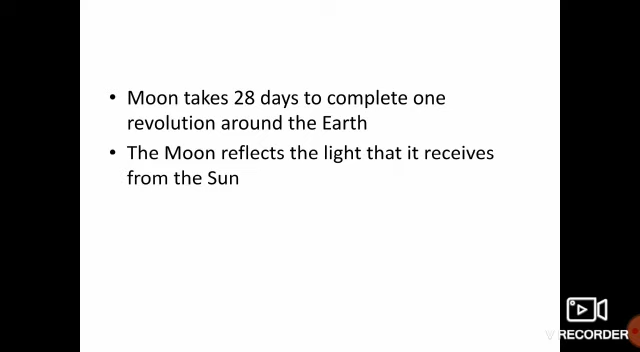 • Moon takes 28 days to complete one
revolution around the Earth
• The Moon reflects the light that it receives
from the Sun
V RECORDER